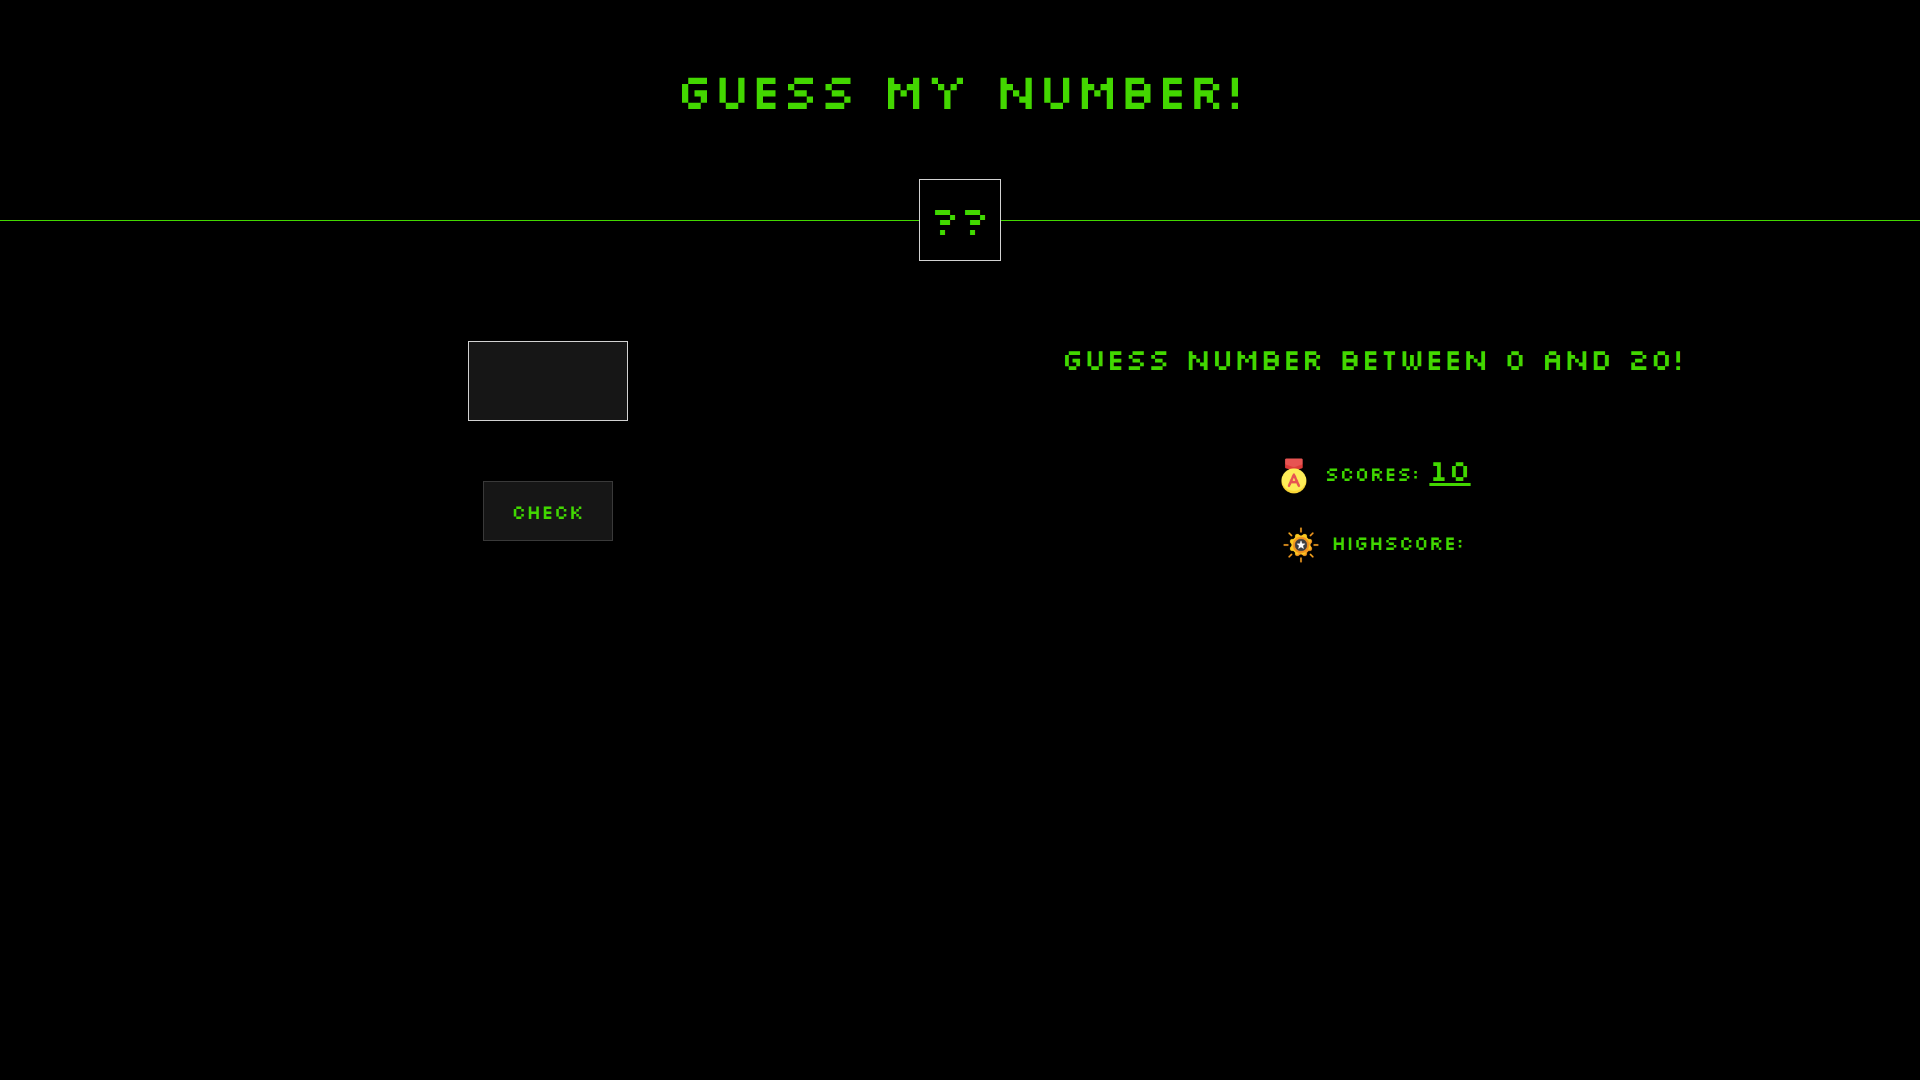 GUESS MY NUMBER!
??
GUESS NUMBER BETWEEN 0 AND 20!
CHECK
SCORES: 10
HIGHSCORE: